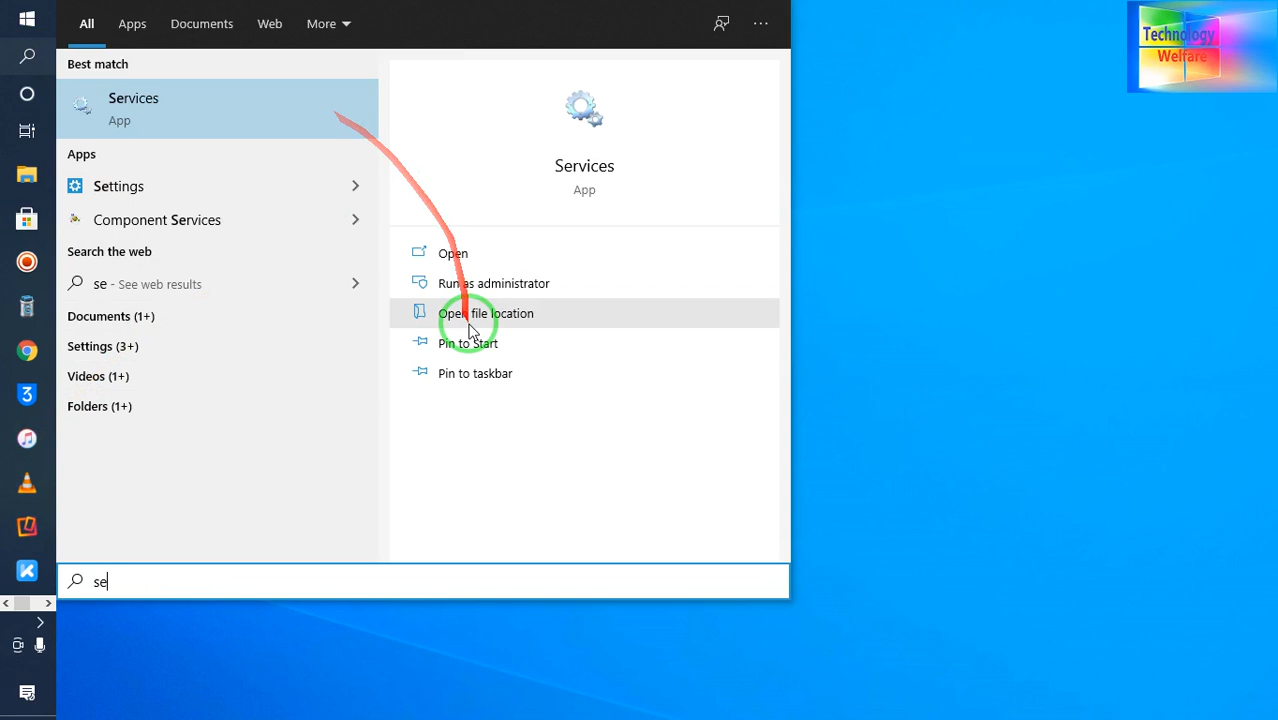 All Apps Documents Web More
Best match
Services
App
Apps
Settings
Component Services
Search the web
se - See web results
Documents (1+)
Settings (3+)
Videos (1+)
Folders (1+)
Services
App
Open
Run as administrator
Open file location
Pin to Start
Pin to taskbar
se
Technology
Welfare
3